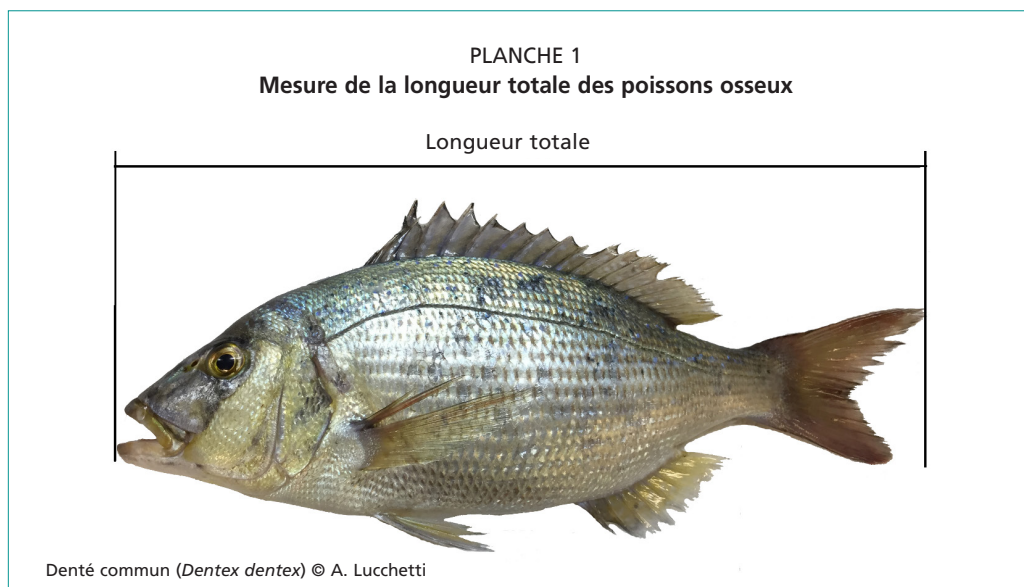 PLANCHE 1
Mesure de la longueur totale des poissons osseux
Longueur totale
Denté commun (Dentex dentex) © A. Lucchetti